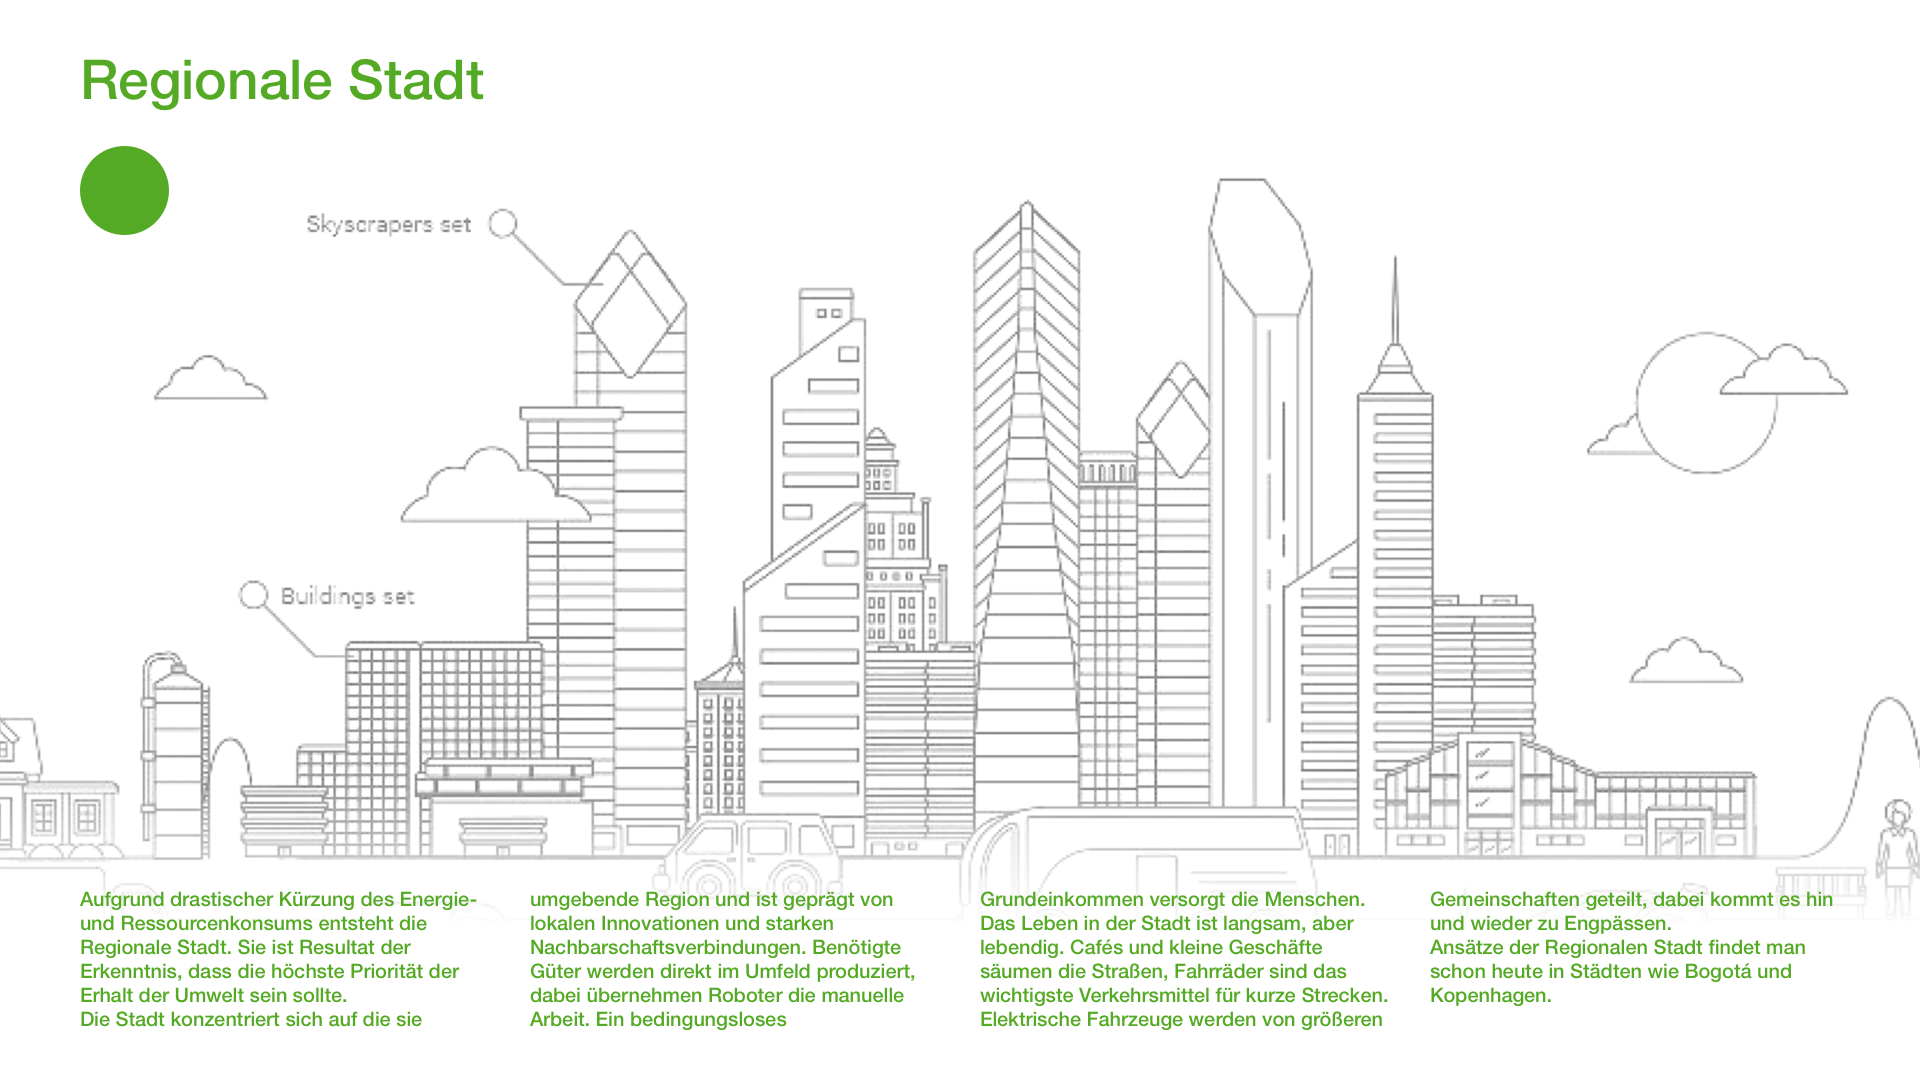 Regionale Stadt
Skyscrapers set
Buildings set
Aufgrund drastischer Kürzung des Energie-
und Ressourcenkonsums entsteht die
Regionale Stadt. Sie ist Resultat der
Erkenntnis, dass die höchste Priorität der
Erhalt der Umwelt sein sollte.
Die Stadt konzentriert sich auf die sie
umgebende Region und ist geprägt von
lokalen Innovationen und starken
Nachbarschaftsverbindungen. Benötigte
Güter werden direkt im Umfeld produziert,
dabei übernehmen Roboter die manuelle
Arbeit. Ein bedingungsloses
Grundeinkommen versorgt die Menschen.
Das Leben in der Stadt ist langsam, aber
lebendig. Cafés und kleine Geschäfte
säumen die Straßen, Fahrräder sind das
wichtigste Verkehrsmittel für kurze Strecken.
Elektrische Fahrzeuge werden von größeren
Gemeinschaften geteilt, dabei kommt es hin
und wieder zu Engpässen.
Ansätze der Regionalen Stadt findet man
schon heute in Städten wie Bogotá und
Kopenhagen.